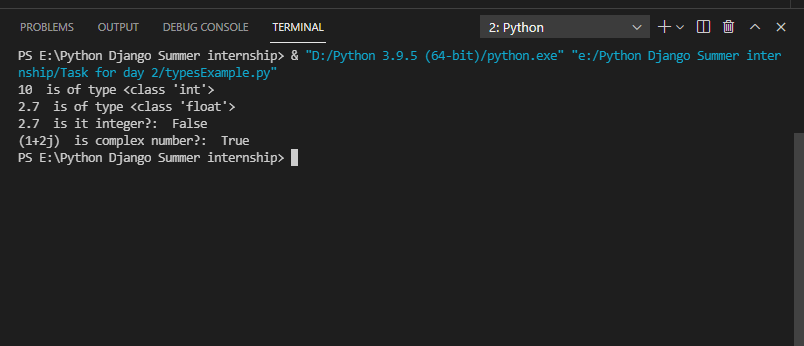 PROBLEMS OUTPUT DEBUG CONSOLE TERMINAL 2: Python
PS E:\Python Django Summer internship> & "D:/Python 3.9.5 (64-bit)/python.exe" "e:/Python Django Summer inter
nship/Task for day 2/typesExample.py"
10  is of type <class 'int'>
2.7  is of type <class 'float'>
2.7  is it integer?:  False
(1+2j)  is complex number?:  True
PS E:\Python Django Summer internship>